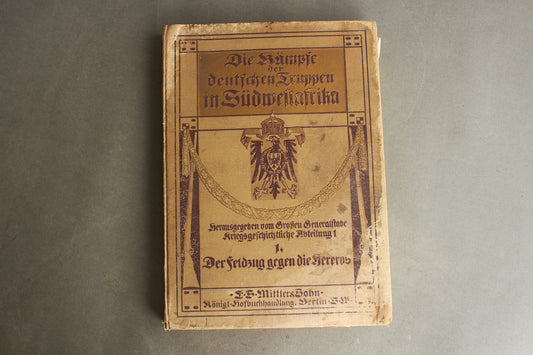 Die Kämpfe
der
deutschen Truppen
in Südwestafrika
Herausgegeben vom Großen Generalstabe
Kriegsgeschichtliche Abteilung 1
1.
Der Feldzug gegen die Hereros
E. S. Mittler & Sohn
Königl. Hofbuchhandlung. Berlin S.W.